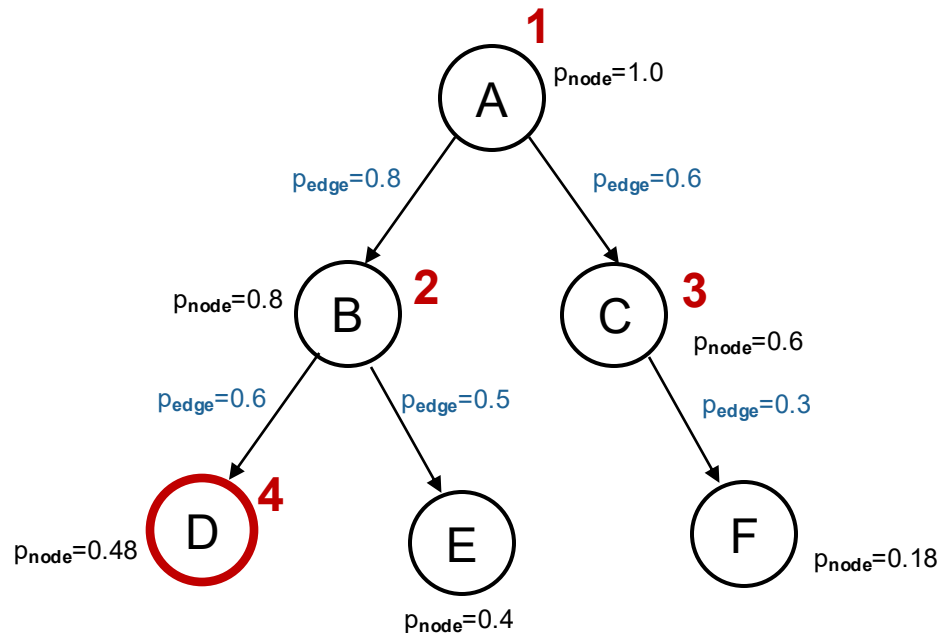 1
A
pnode=1.0
pedge=0.8
pedge=0.6
pnode=0.8
B
2
C
3
pnode=0.6
pedge=0.6
pedge=0.5
pedge=0.3
D
4
pnode=0.48
E
pnode=0.4
F
pnode=0.18